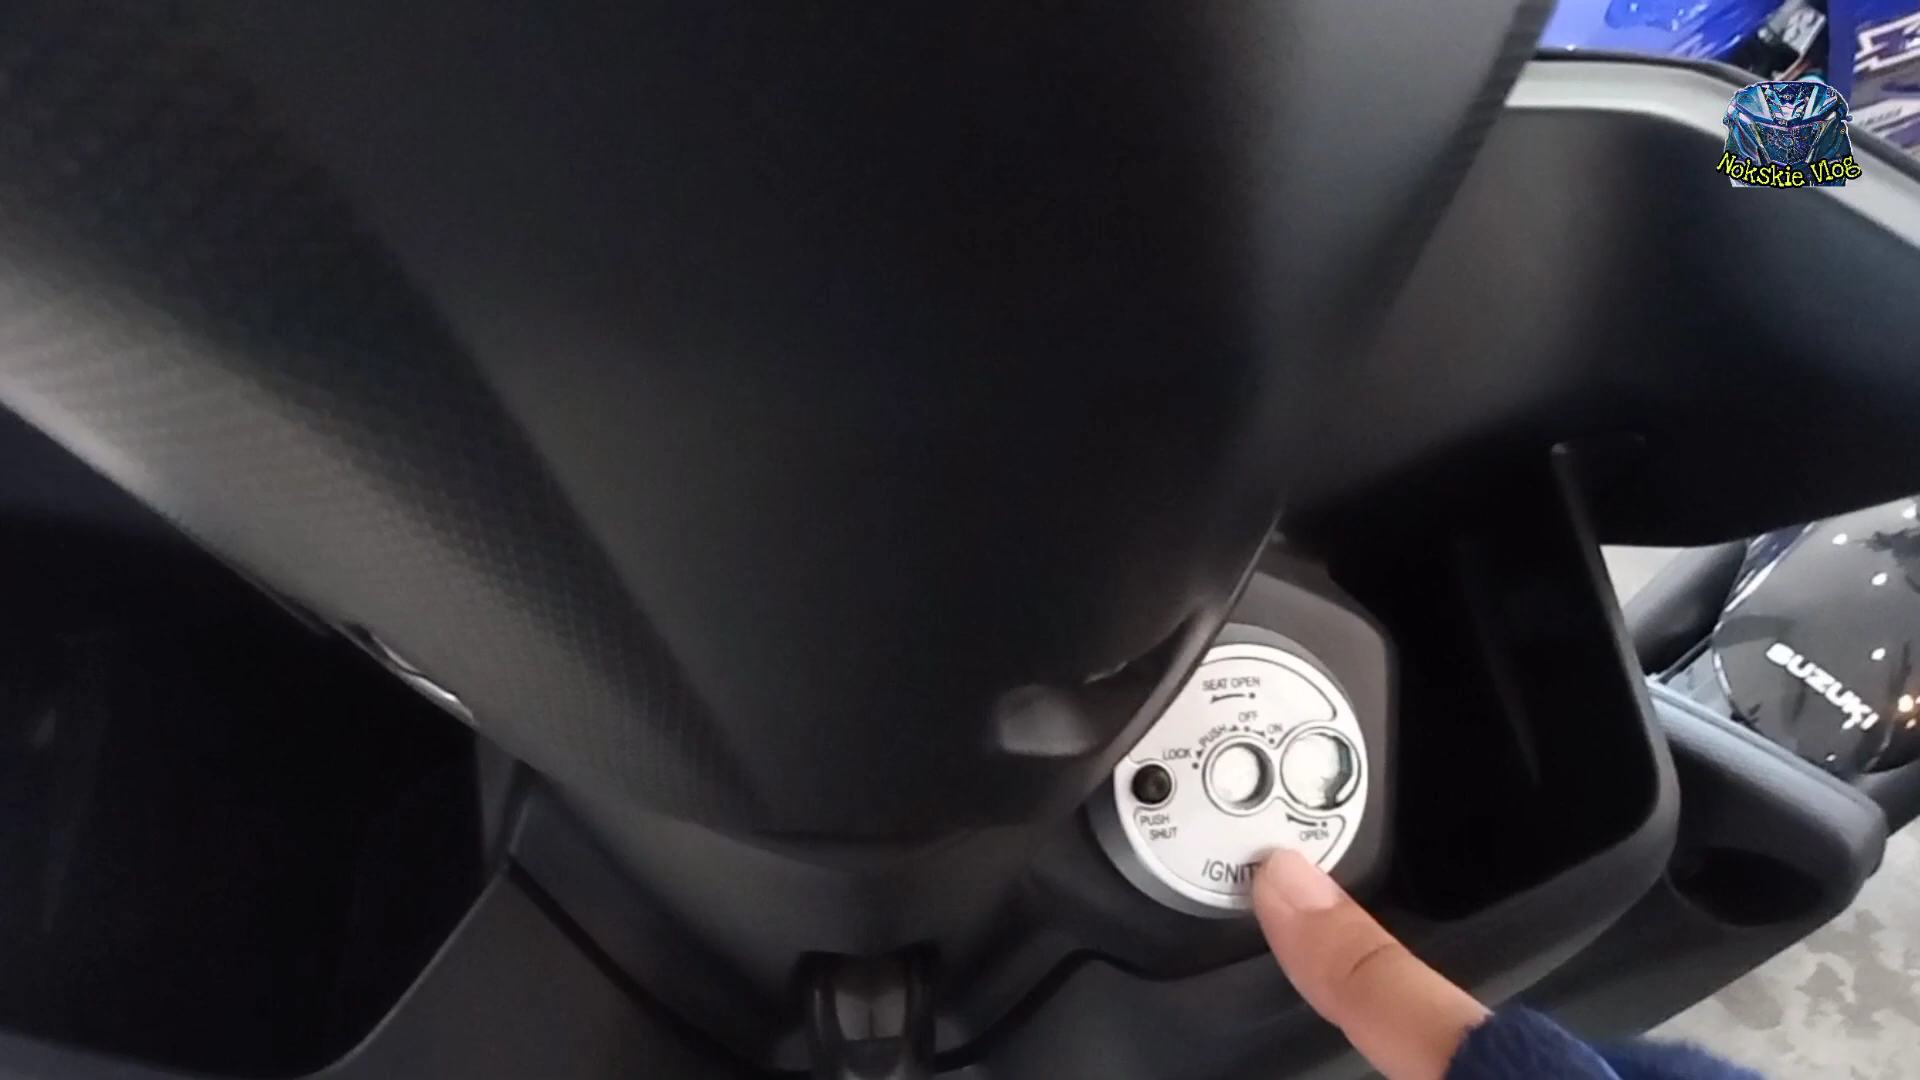 Nokskie Vlog
SUZUKI
SEAT OPEN
OFF
ON
PUSH
LOCK
PUSH
SHUT
OPEN